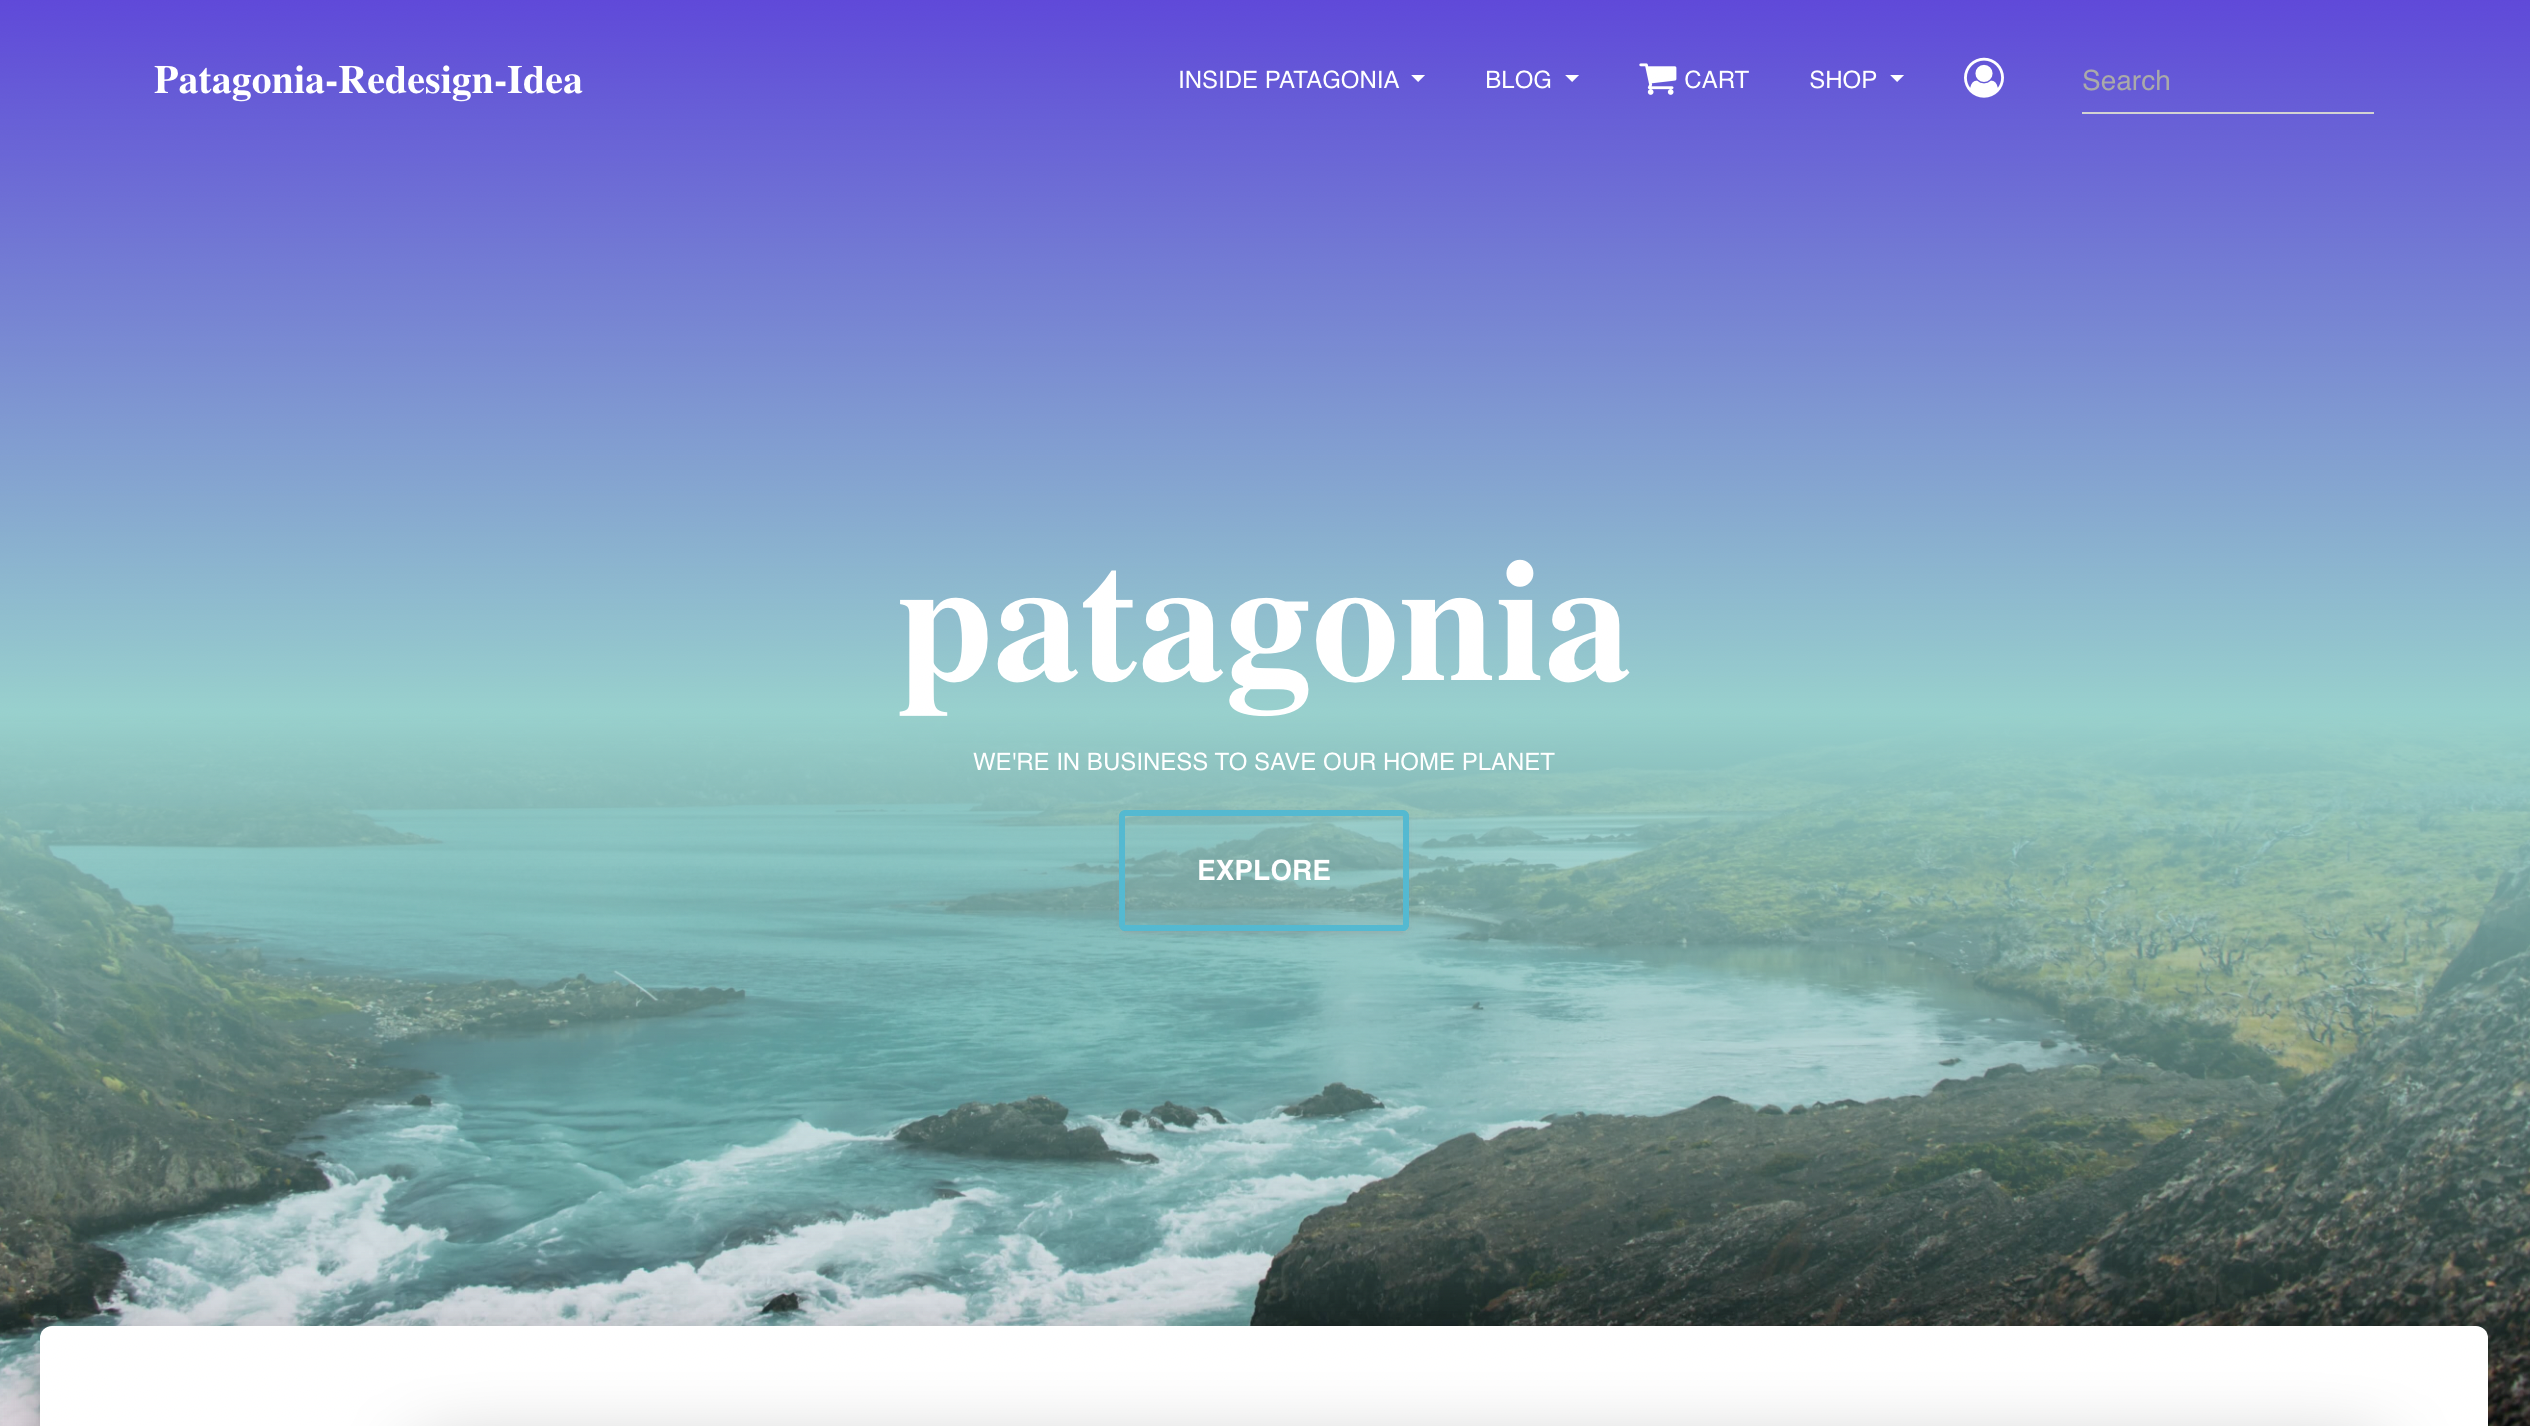 Patagonia-Redesign-Idea
INSIDE PATAGONIA
BLOG
CART
SHOP
Search
patagonia
WE'RE IN BUSINESS TO SAVE OUR HOME PLANET
EXPLORE